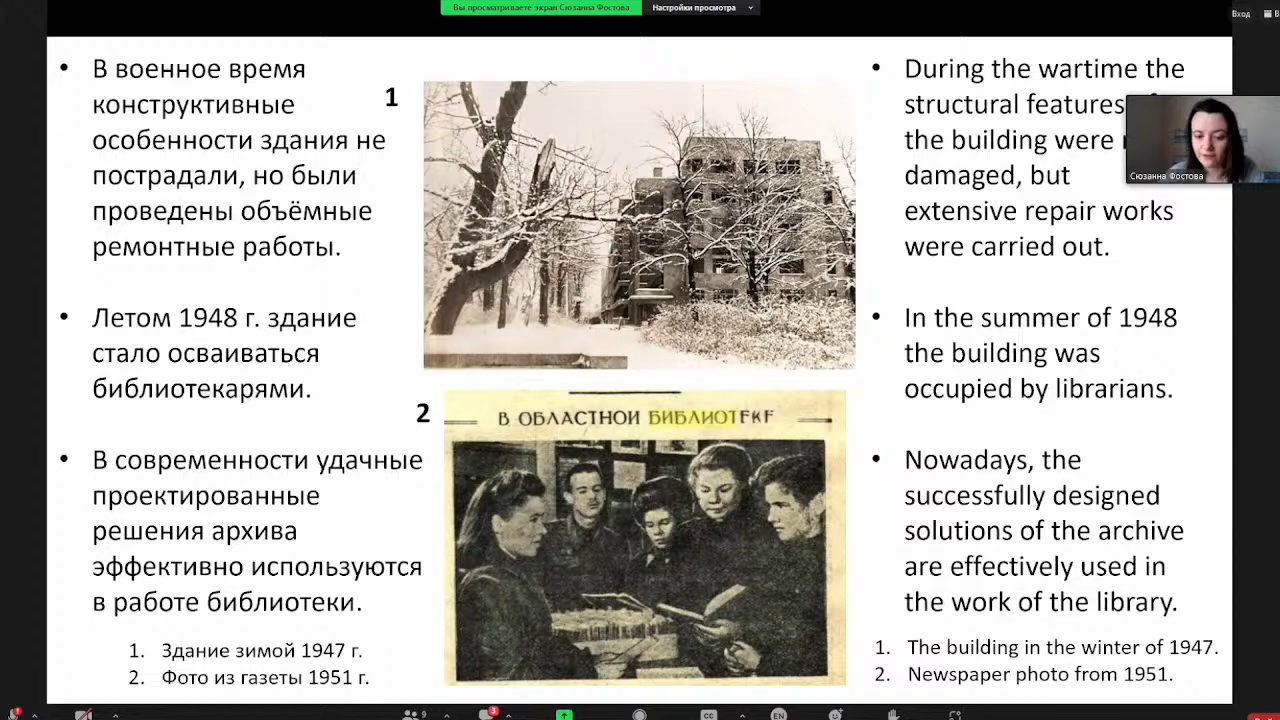 Вы просматриваете экран Сюзанна Фостова
Настройки просмотра
Вход
• В военное время
конструктивные
особенности здания не
пострадали, но были
проведены объёмные
ремонтные работы.
• Летом 1948 г. здание
стало осваиваться
библиотекарями.
• В современности удачные
проектированные
решения архива
эффективно используются
в работе библиотеки.
1. Здание зимой 1947 г.
2. Фото из газеты 1951 г.
1
2
В ОБЛАСТНОЙ БИБЛИОТЕКЕ
• During the wartime the
structural features
the building were
damaged, but
extensive repair works
were carried out.
• In the summer of 1948
the building was
occupied by librarians.
• Nowadays, the
successfully designed
solutions of the archive
are effectively used in
the work of the library.
1. The building in the winter of 1947.
2. Newspaper photo from 1951.
Сюзанна Фостова
9
3
CC
EN